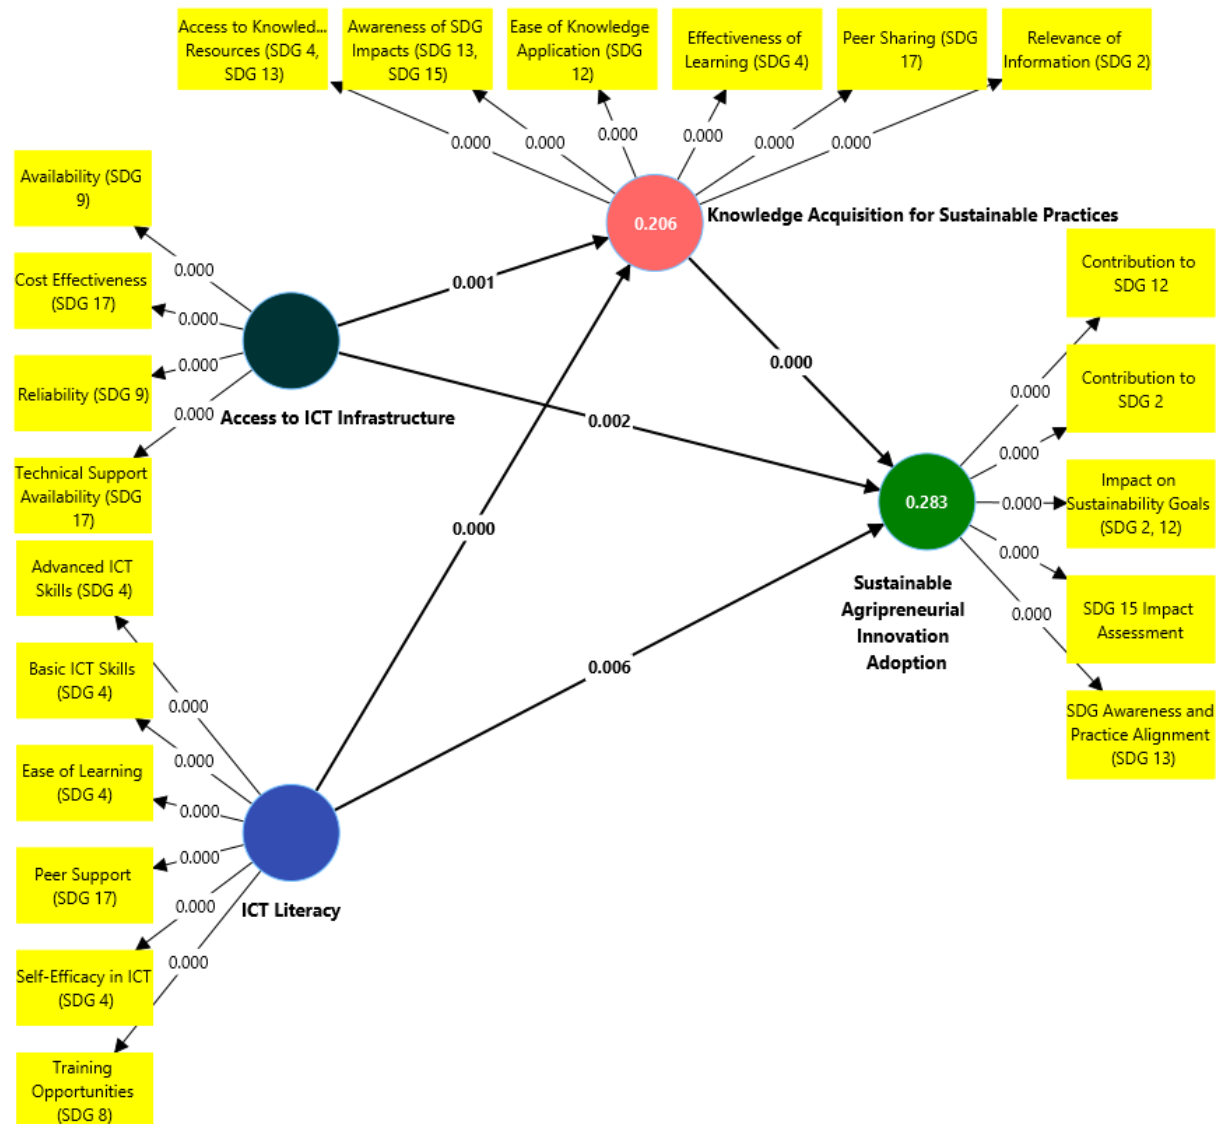 Access to Knowled...
Resources (SDG 4,
SDG 13)
Awareness of SDG
Impacts (SDG 13,
SDG 15)
Ease of Knowledge
Application (SDG
12)
Effectiveness of
Learning (SDG 4)
Peer Sharing (SDG
17)
Relevance of
Information (SDG 2)
0.000
0.000
0.000
0.000
0.000
0.000
Availability (SDG
9)
Cost Effectiveness
(SDG 17)
Reliability (SDG 9)
Technical Support
Availability (SDG
17)
0.000
0.000
0.000
0.000
Access to ICT Infrastructure
0.206
Knowledge Acquisition for Sustainable Practices
0.001
0.002
0.000
0.000
0.006
Contribution to
SDG 12
Contribution to
SDG 2
Impact on
Sustainability Goals
(SDG 2, 12)
SDG 15 Impact
Assessment
SDG Awareness and
Practice Alignment
(SDG 13)
0.000
0.000
0.000
0.000
0.000
0.283
Sustainable
Agripreneurial
Innovation
Adoption
Advanced ICT
Skills (SDG 4)
Basic ICT Skills
(SDG 4)
Ease of Learning
(SDG 4)
Peer Support
(SDG 17)
Self-Efficacy in ICT
(SDG 4)
Training
Opportunities
(SDG 8)
0.000
0.000
0.000
0.000
0.000
0.000
ICT Literacy